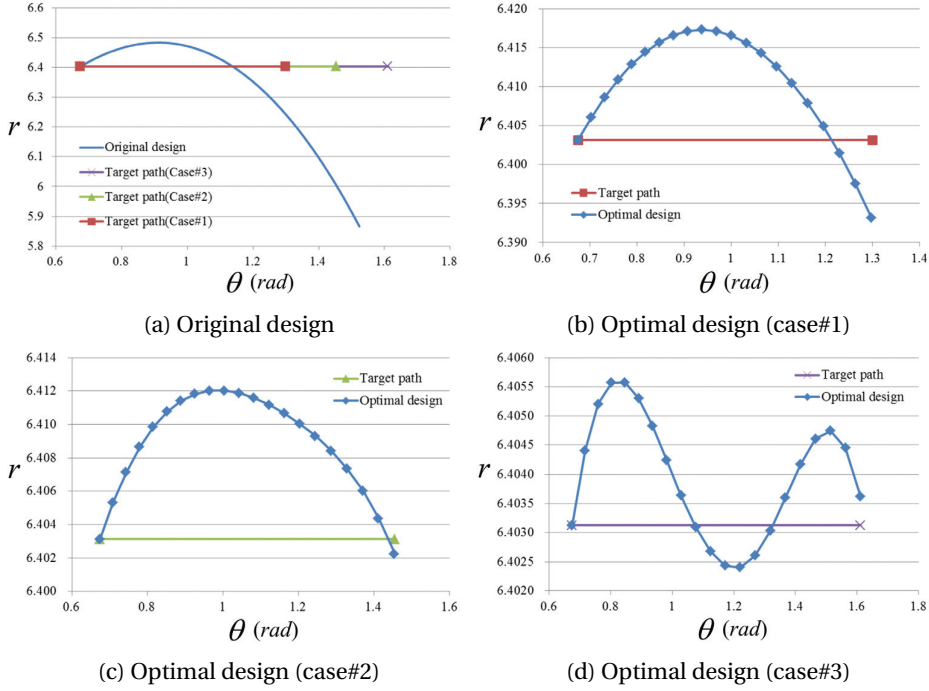 6.6
6.5
6.4
6.3
6.2
6.1
6
5.9
5.8
r
Original design
Target path(Case#3)
Target path(Case#2)
Target path(Case#1)
0.6 0.8 1 1.2 1.4 1.6 1.8
θ (rad)
(a) Original design
6.420
6.415
6.410
6.405
6.400
6.395
6.390
r
Target path
Optimal design
0.6 0.7 0.8 0.9 1 1.1 1.2 1.3 1.4
θ (rad)
(b) Optimal design (case#1)
6.414
6.412
6.410
6.408
6.406
6.404
6.402
6.400
r
Target path
Optimal design
0.6 0.8 1 1.2 1.4 1.6
θ (rad)
(c) Optimal design (case#2)
6.4060
6.4055
6.4050
6.4045
6.4040
6.4035
6.4030
6.4025
6.4020
r
Target path
Optimal design
0.6 0.8 1 1.2 1.4 1.6 1.8
θ (rad)
(d) Optimal design (case#3)